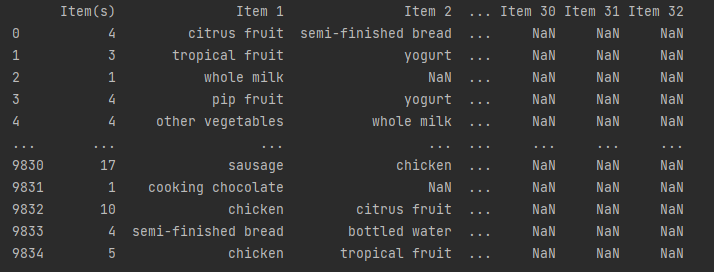 Item(s) Item 1 Item 2 ... Item 30 Item 31 Item 32
0 4 citrus fruit semi-finished bread ... NaN NaN NaN
1 3 tropical fruit yogurt ... NaN NaN NaN
2 1 whole milk NaN ... NaN NaN NaN
3 4 pip fruit yogurt ... NaN NaN NaN
4 4 other vegetables whole milk ... NaN NaN NaN
... ... ... ... ... ... ... ...
9830 17 sausage chicken ... NaN NaN NaN
9831 1 cooking chocolate NaN ... NaN NaN NaN
9832 10 chicken citrus fruit ... NaN NaN NaN
9833 4 semi-finished bread bottled water ... NaN NaN NaN
9834 5 chicken tropical fruit ... NaN NaN NaN